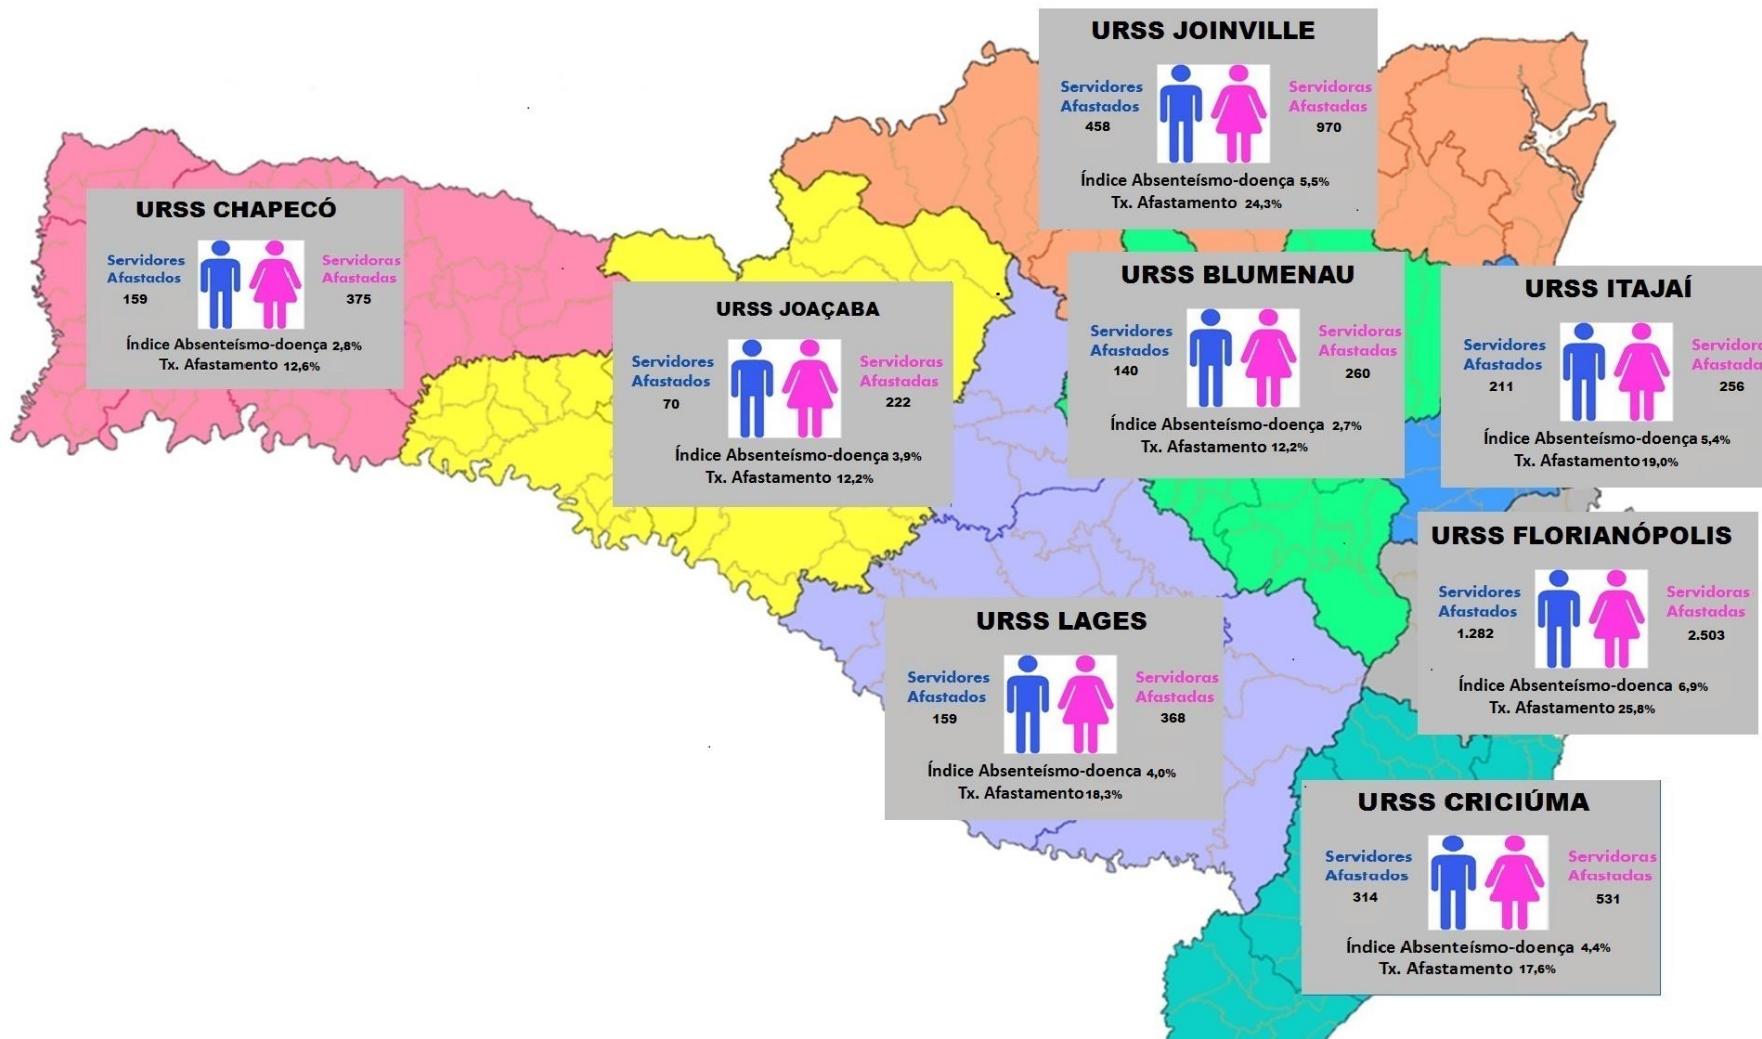 URSS JOINVILLE
Servidores
Afastados
458
Servidoras
Afastadas
970
Índice Absenteísmo-doença 5,5%
Tx. Afastamento 24,3%
URSS CHAPECÓ
Servidores
Afastados
159
Servidoras
Afastadas
375
Índice Absenteísmo-doença 2,8%
Tx. Afastamento 12,6%
URSS JOAÇABA
Servidores
Afastados
70
Servidoras
Afastadas
222
Índice Absenteísmo-doença 3,9%
Tx. Afastamento 12,2%
URSS BLUMENAU
Servidores
Afastados
140
Servidoras
Afastadas
260
Índice Absenteísmo-doença 2,7%
Tx. Afastamento 12,2%
URSS ITAJAÍ
Servidores
Afastados
211
Servidora
Afastada
256
Índice Absenteísmo-doença 5,4%
Tx. Afastamento 19,0%
URSS FLORIANÓPOLIS
Servidores
Afastados
1.282
Servidoras
Afastadas
2.503
Índice Absenteísmo-doenca 6,9%
Tx. Afastamento 25,8%
URSS LAGES
Servidores
Afastados
159
Servidoras
Afastadas
368
Índice Absenteísmo-doença 4,0%
Tx. Afastamento 18,3%
URSS CRICIÚMA
Servidores
Afastados
314
Servidoras
Afastadas
531
Índice Absenteísmo-doença 4,4%
Tx. Afastamento 17,6%